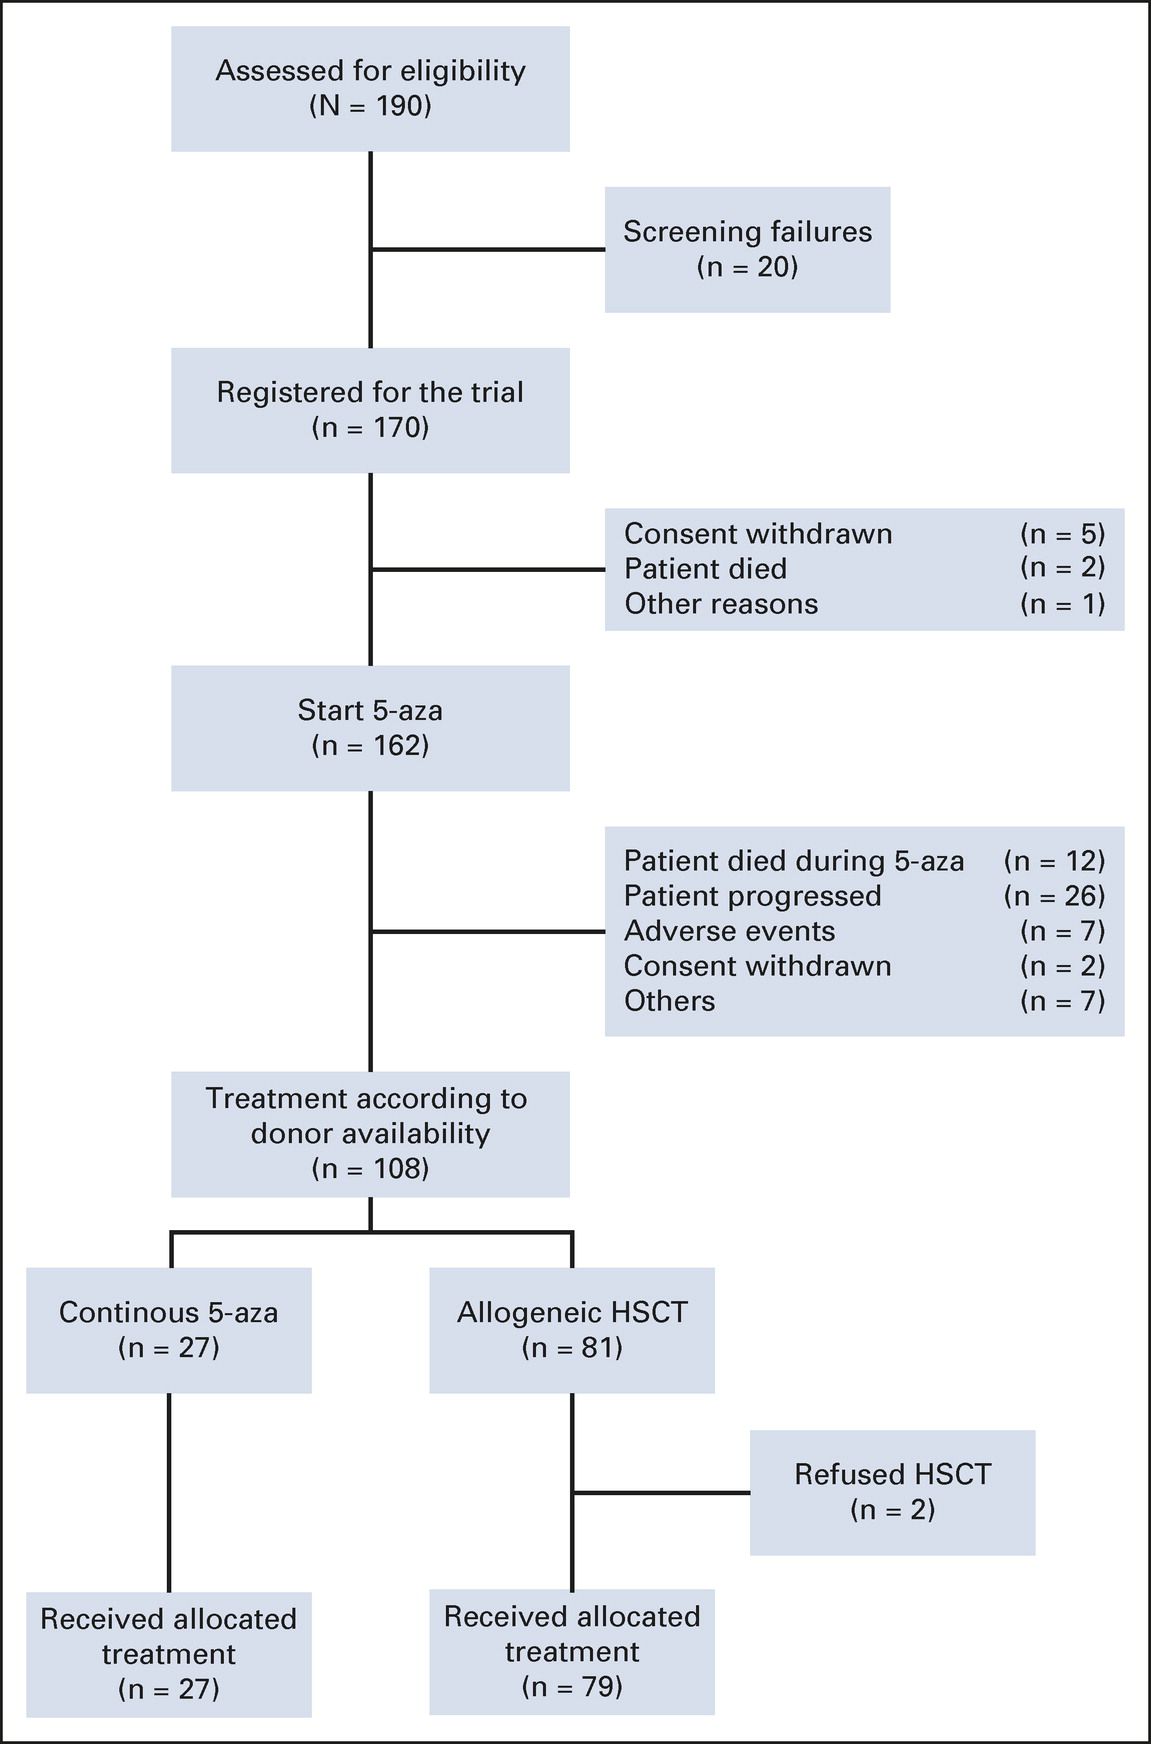 Assessed for eligibility
(N = 190)
Screening failures
(n = 20)
Registered for the trial
(n = 170)
Consent withdrawn (n = 5)
Patient died (n = 2)
Other reasons (n = 1)
Start 5-aza
(n = 162)
Patient died during 5-aza (n = 12)
Patient progressed (n = 26)
Adverse events (n = 7)
Consent withdrawn (n = 2)
Others (n = 7)
Treatment according to
donor availability
(n = 108)
Continous 5-aza
(n = 27)
Allogeneic HSCT
(n = 81)
Refused HSCT
(n = 2)
Received allocated
treatment
(n = 27)
Received allocated
treatment
(n = 79)